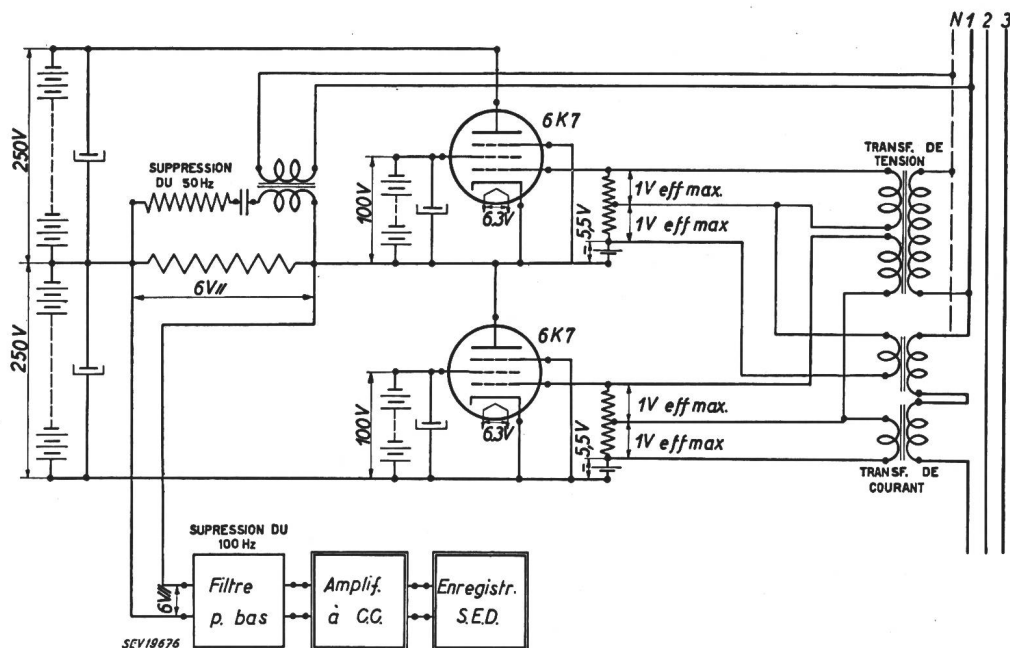 N 1 2 3
250V
SUPPRESSION
DU 50 Hz
6K7
100V
6.3V
=5,5V
1V eff max.
1V eff max
TRANSF. DE
TENSION
6V//
250V
6K7
100V
6.3V
=5,5V
1V eff max.
1V eff max
TRANSF. DE
COURANT
SUPRESSION DU
100 Hz
6V//
Filtre
p. bas
Amplif.
à C.C.
Enregistr.
S.E.D.
SEV19676